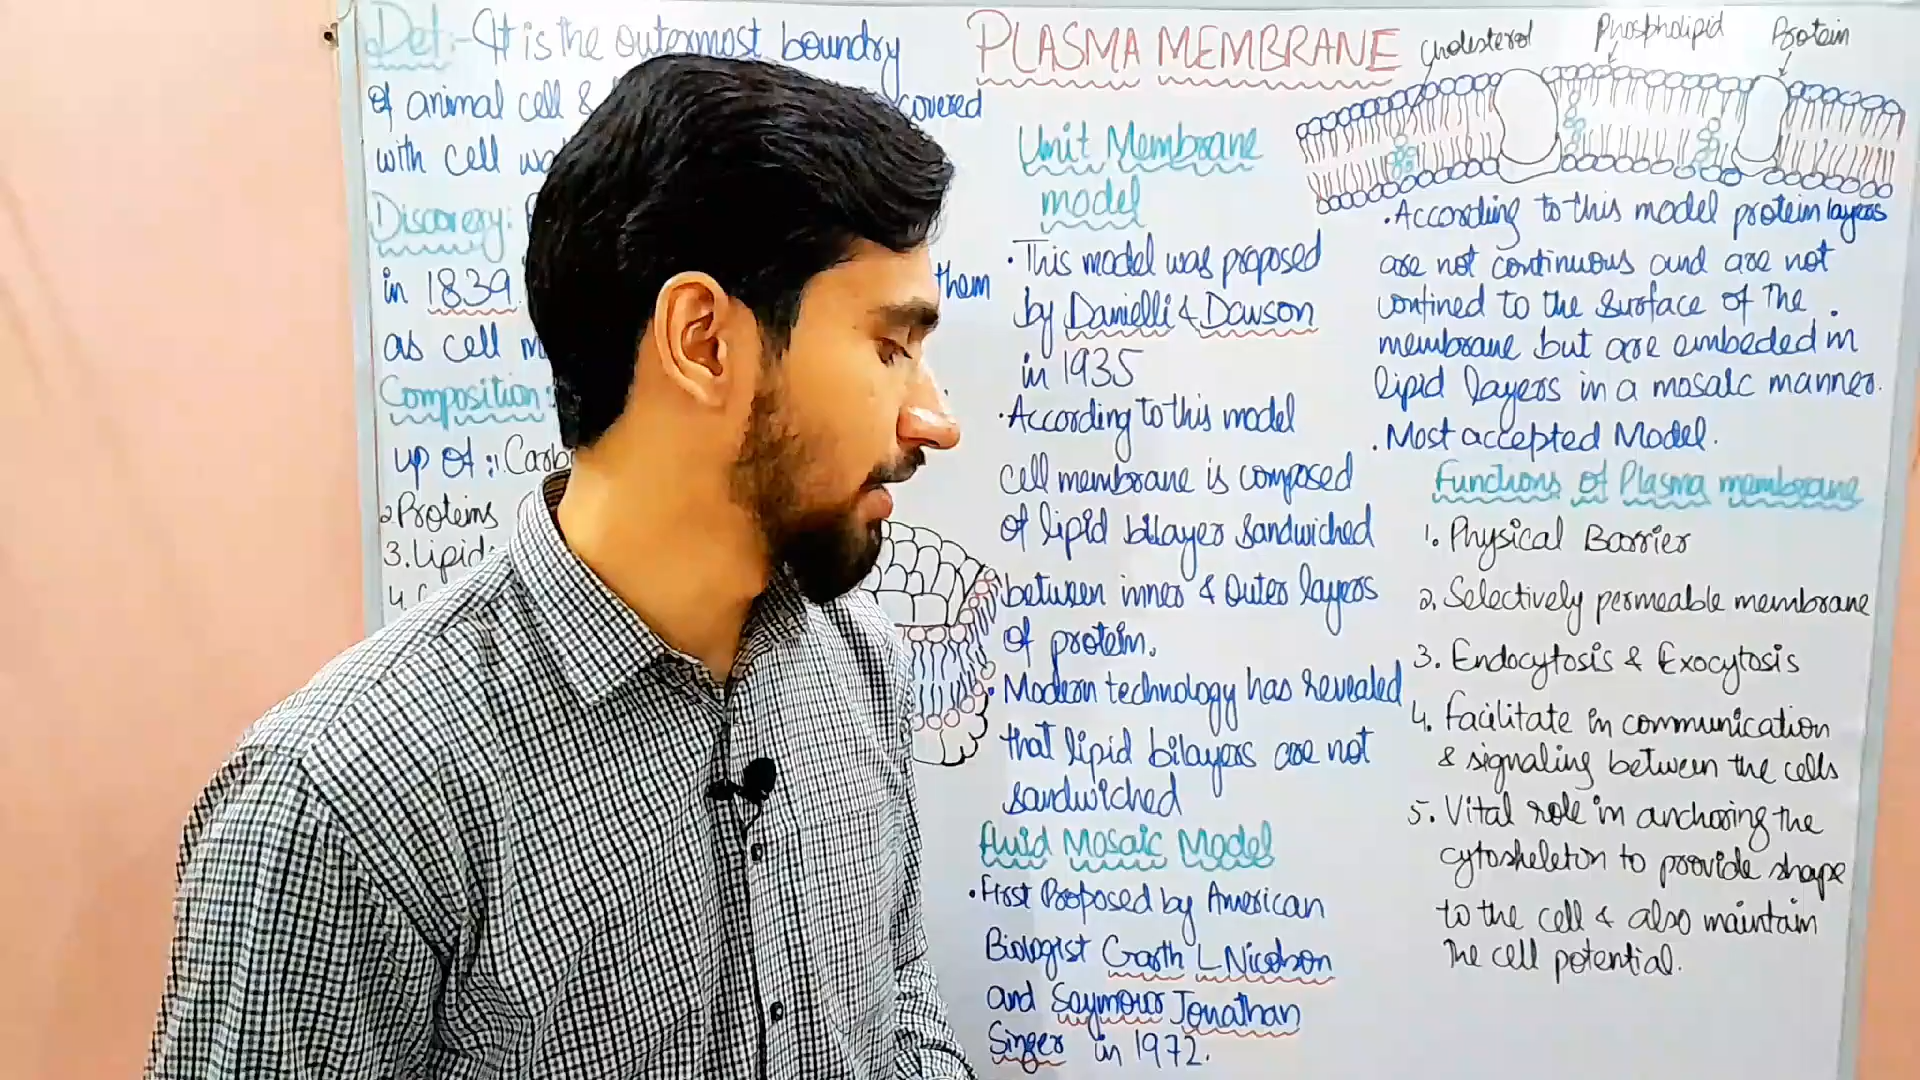 Def:- It is the outermost boundry
of animal cell &
covered
with cell
Discovery:
in 1839.
them
as cell
Composition:
up of :1.
2 Proteins
3. Lipids
4.
PLASMA MEMBRANE
Unit Membrane
model
. This model was proposed
by Danielli & Dawson
in 1935
. According to this model
cell membrane is composed
of lipid bilayer sandwiched
between inner & outer layers
of protein.
. Modern technology has revealed
that lipid bilayers are not
sandwiched
Fluid Mosaic Model
. First Proposed by American
Biologist Garth L Nicolson
and Seymour Jonathan
Singer in 1972.
Cholesterol
Phospholipid
Protein
. According to this model protein layers
are not continuous and are not
confined to the surface of the
membrane but are embeded in
lipid layers in a mosaic manner.
. Most accepted Model.
Functions of Plasma membrane
1. Physical Barrier
2. Selectively permeable membrane
3. Endocytosis & Exocytosis
4. Facilitate in communication
& signaling between the cells
5. Vital role in anchoring the
cytoskeleton to provide shape
to the cell & also maintain
the cell potential.